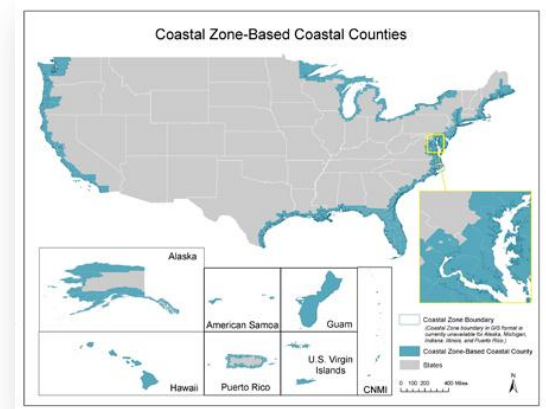 Coastal Zone-Based Coastal Counties
Alaska
American Samoa
Guam
Hawaii
Puerto Rico
U.S. Virgin
Islands
CNMI
Coastal Zone Boundary
(Coastal Zone boundary in GIS format is
currently unavailable for Alaska, Michigan,
Indiana, Illinois, and Puerto Rico.)
Coastal Zone-Based Coastal County
States
0 100 200 400 Miles
N